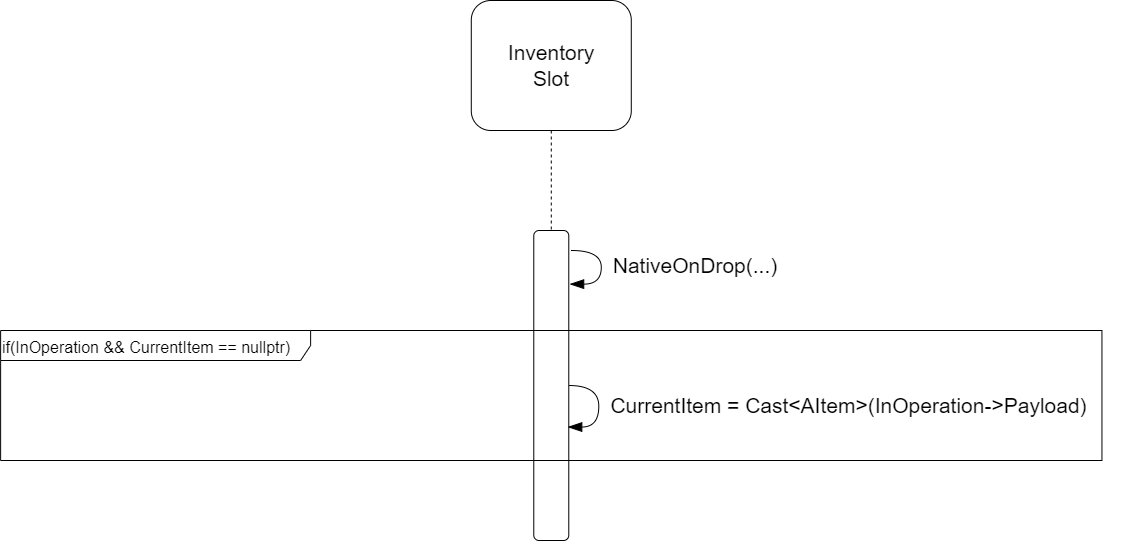 Inventory
Slot
NativeOnDrop(...)
if(InOperation && CurrentItem == nullptr)
CurrentItem = Cast<AItem>(InOperation->Payload)